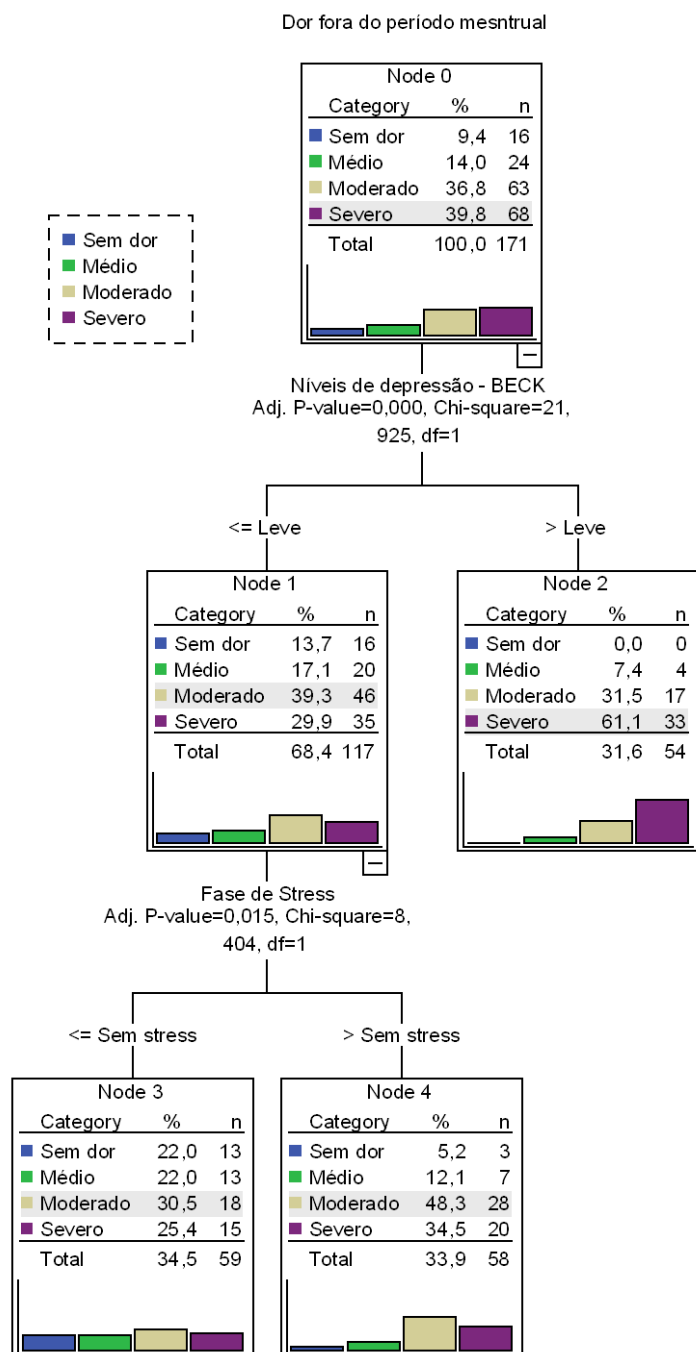 Dor fora do período mesntrual
Node 0
Category % n
Sem dor 9,4 16
Médio 14,0 24
Moderado 36,8 63
Severo 39,8 68
Total 100,0 171
Sem dor
Médio
Moderado
Severo
Níveis de depressão - BECK
Adj. P-value=0,000, Chi-square=21,
925, df=1
<= Leve
> Leve
Node 1
Category % n
Sem dor 13,7 16
Médio 17,1 20
Moderado 39,3 46
Severo 29,9 35
Total 68,4 117
Node 2
Category % n
Sem dor 0,0 0
Médio 7,4 4
Moderado 31,5 17
Severo 61,1 33
Total 31,6 54
Fase de Stress
Adj. P-value=0,015, Chi-square=8,
404, df=1
<= Sem stress
> Sem stress
Node 3
Category % n
Sem dor 22,0 13
Médio 22,0 13
Moderado 30,5 18
Severo 25,4 15
Total 34,5 59
Node 4
Category % n
Sem dor 5,2 3
Médio 12,1 7
Moderado 48,3 28
Severo 34,5 20
Total 33,9 58